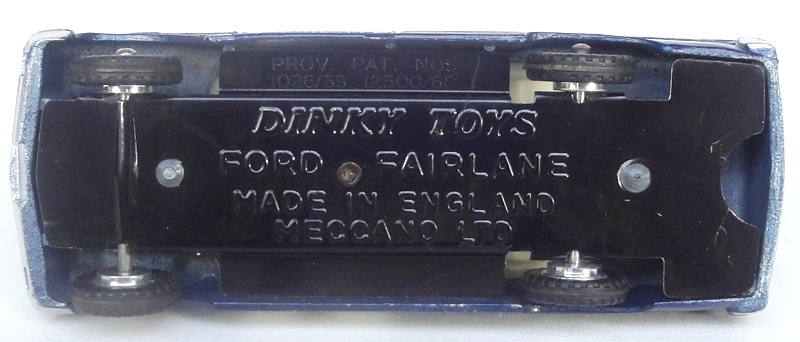 PROV. PAT. NOS
1026/59 12500/60
DINKY TOYS
FORD FAIRLANE
MADE IN ENGLAND
MECCANO LTD